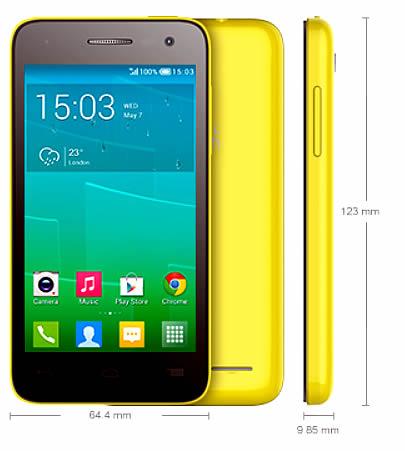 100% 15:03
15:03 WED
May 7
23°
London
Camera Music Play Store Chrome
123 mm
64.4 mm
9.85 mm